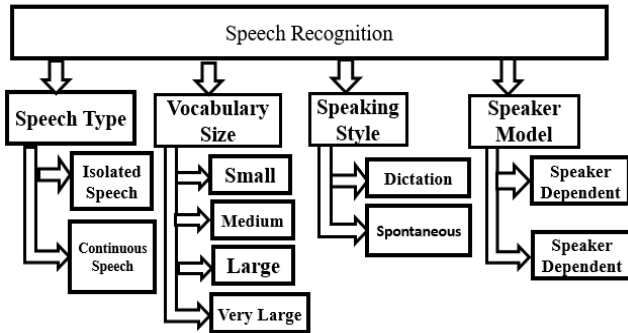 Speech Recognition
Speech Type
Isolated
Speech
Continuous
Speech
Vocabulary
Size
Small
Medium
Large
Very Large
Speaking
Style
Dictation
Spontaneous
Speaker
Model
Speaker
Dependent
Speaker
Dependent